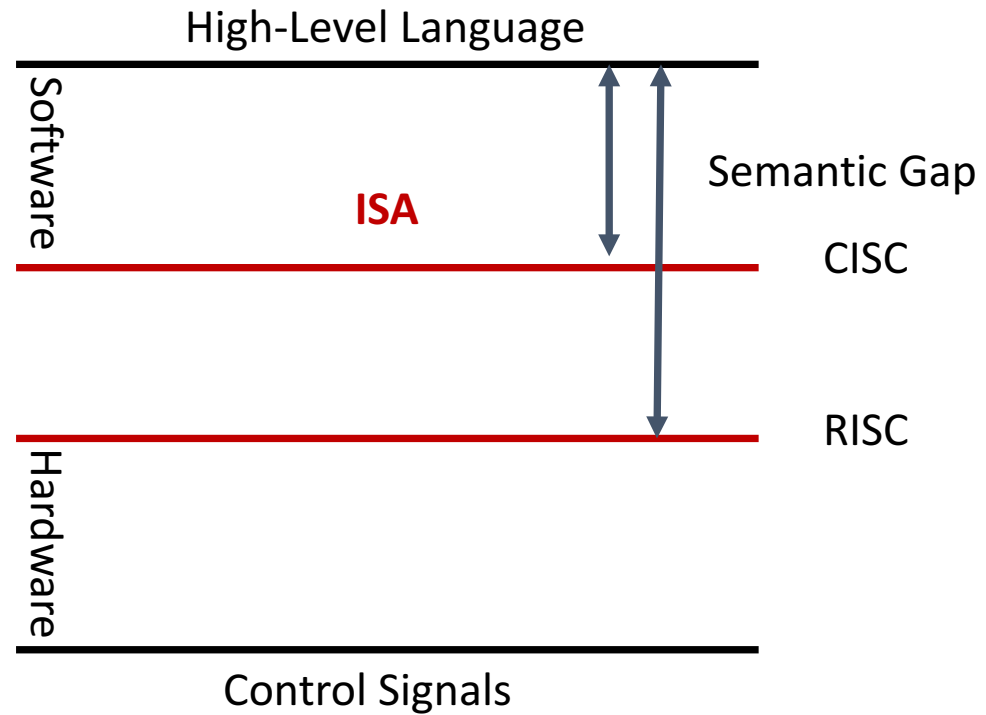 High-Level Language
Software
Semantic Gap
ISA
CISC
RISC
Hardware
Control Signals